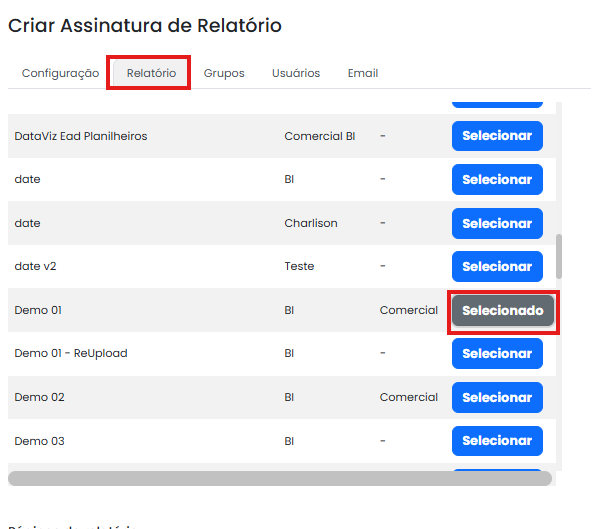 Criar Assinatura de Relatório
Configuração Relatório Grupos Usuários Email
DataViz Ead Planilheiros Comercial BI - Selecionar
date BI - Selecionar
date Charlison - Selecionar
date v2 Teste - Selecionar
Demo 01 BI Comercial Selecionado
Demo 01 - ReUpload BI - Selecionar
Demo 02 BI Comercial Selecionar
Demo 03 BI - Selecionar